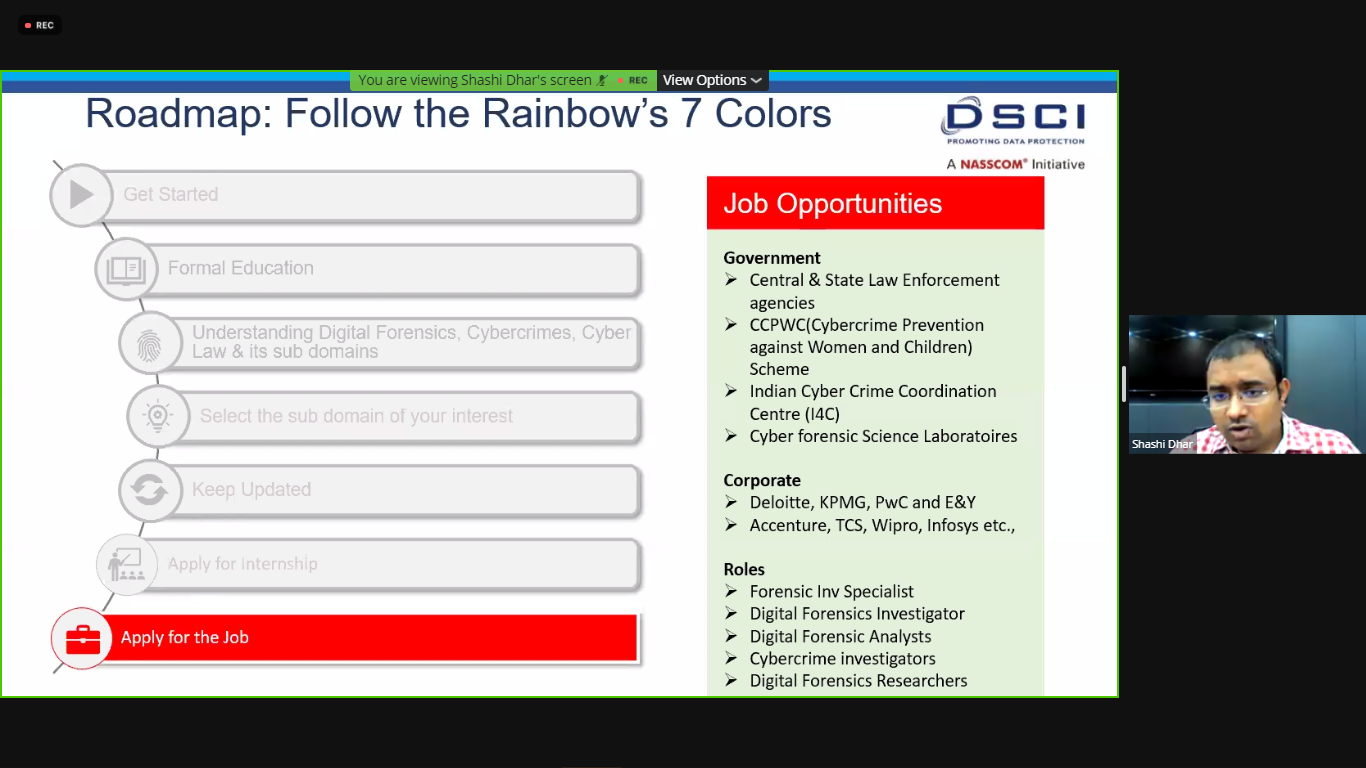 REC
You are viewing Shashi Dhar's screen
REC
View Options
Roadmap: Follow the Rainbow's 7 Colors
DSCI
PROMOTING DATA PROTECTION
A NASSCOM® Initiative
Get Started
Formal Education
Understanding Digital Forensics, Cybercrimes, Cyber
Law & its sub domains
Select the sub domain of your interest
Keep Updated
Apply for Internship
Apply for the Job
Job Opportunities
Government
Central & State Law Enforcement
agencies
CCPWC(Cybercrime Prevention
against Women and Children)
Scheme
Indian Cyber Crime Coordination
Centre (I4C)
Cyber forensic Science Laboratoires
Corporate
Deloitte, KPMG, PwC and E&Y
Accenture, TCS, Wipro, Infosys etc.,
Roles
Forensic Inv Specialist
Digital Forensics Investigator
Digital Forensic Analysts
Cybercrime investigators
Digital Forensics Researchers
Shashi Dhar